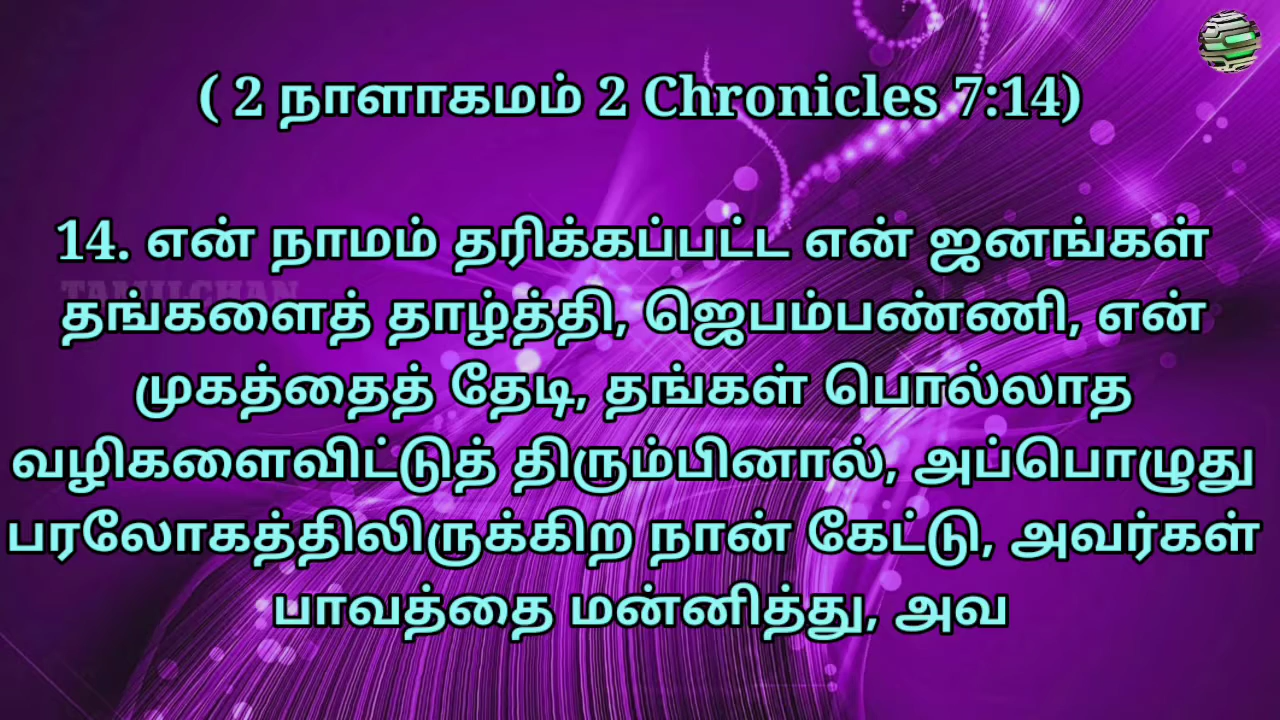 ( 2 நாளாகமம் 2 Chronicles 7:14)
14. என் நாமம் தரிக்கப்பட்ட என் ஜனங்கள்
TAMILCHAN
தங்களைத் தாழ்த்தி, ஜெபம்பண்ணி, என்
முகத்தைத் தேடி, தங்கள் பொல்லாத
வழிகளைவிட்டுத் திரும்பினால், அப்பொழுது
பரலோகத்திலிருக்கிற நான் கேட்டு, அவர்கள்
பாவத்தை மன்னித்து, அவ